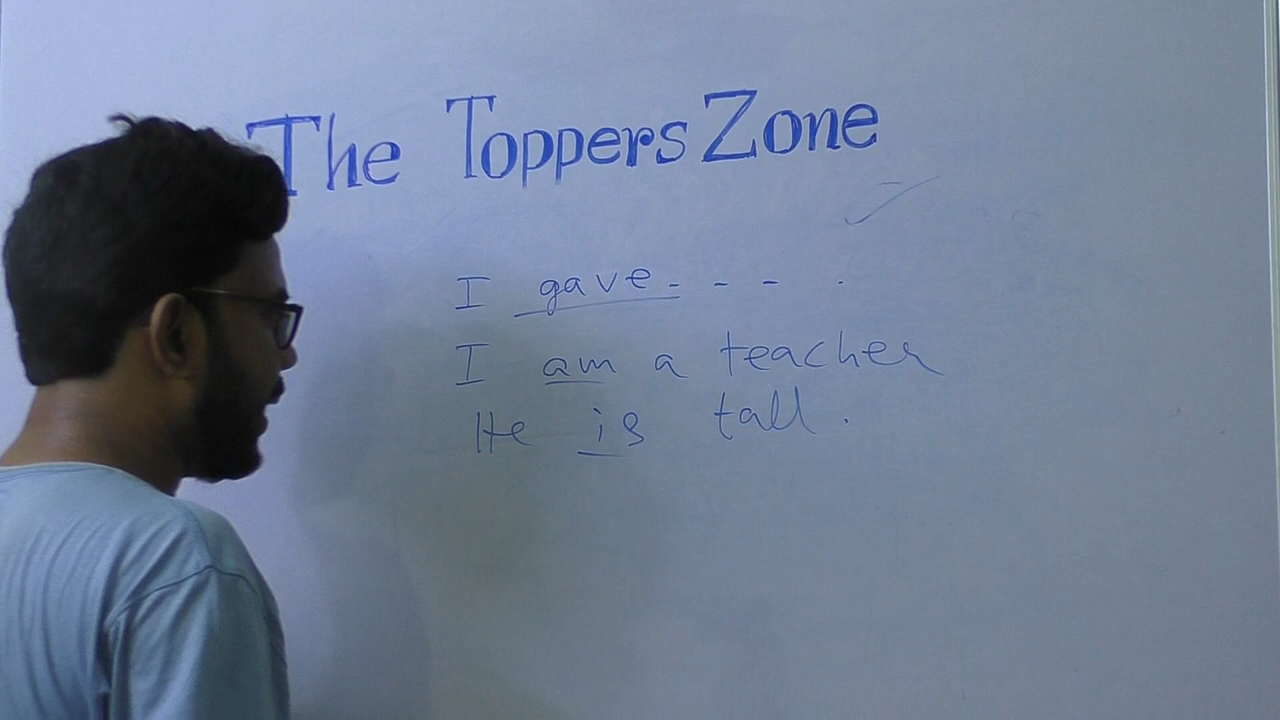 The Toppers Zone
I gave - - - .
I am a teacher
He is tall .